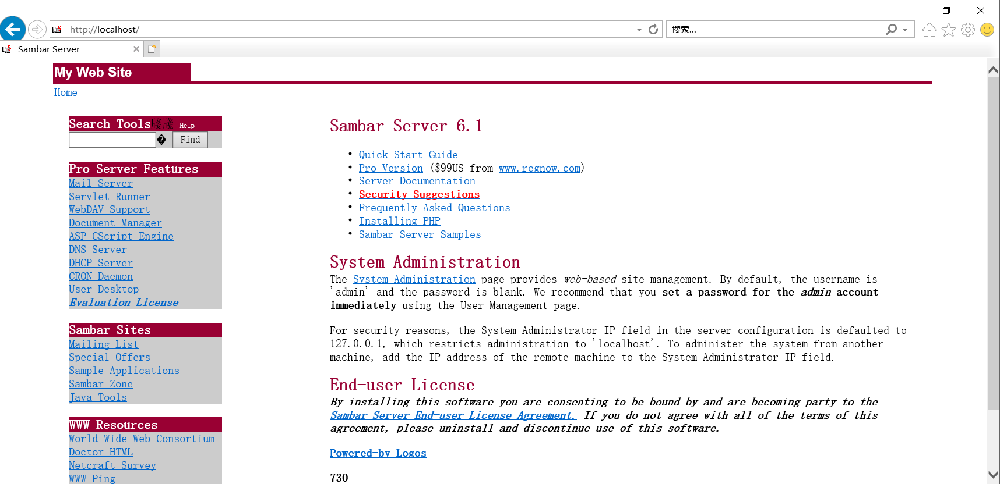 http://localhost/
搜索...
Sambar Server
My Web Site
Home
Search Tools Help
Find
Pro Server Features
Mail Server
Servlet Runner
WebDAV Support
Document Manager
ASP CScript Engine
DNS Server
DHCP Server
CRON Daemon
User Desktop
Evaluation License
Sambar Sites
Mailing List
Special Offers
Sample Applications
Sambar Zone
Java Tools
WWW Resources
World Wide Web Consortium
Doctor HTML
Netcraft Survey
WWW Ping
Sambar Server 6.1
• Quick Start Guide
• Pro Version ($99US from www.regnow.com)
• Server Documentation
• Security Suggestions
• Frequently Asked Questions
• Installing PHP
• Sambar Server Samples
System Administration
The System Administration page provides web-based site management. By default, the username is
'admin' and the password is blank. We recommend that you set a password for the admin account
immediately using the User Management page.
For security reasons, the System Administrator IP field in the server configuration is defaulted to
127.0.0.1, which restricts administration to 'localhost'. To administer the system from another
machine, add the IP address of the remote machine to the System Administrator IP field.
End-user License
By installing this software you are consenting to be bound by and are becoming party to the
Sambar Server End-user License Agreement. If you do not agree with all of the terms of this
agreement, please uninstall and discontinue use of this software.
Powered-by Logos
730